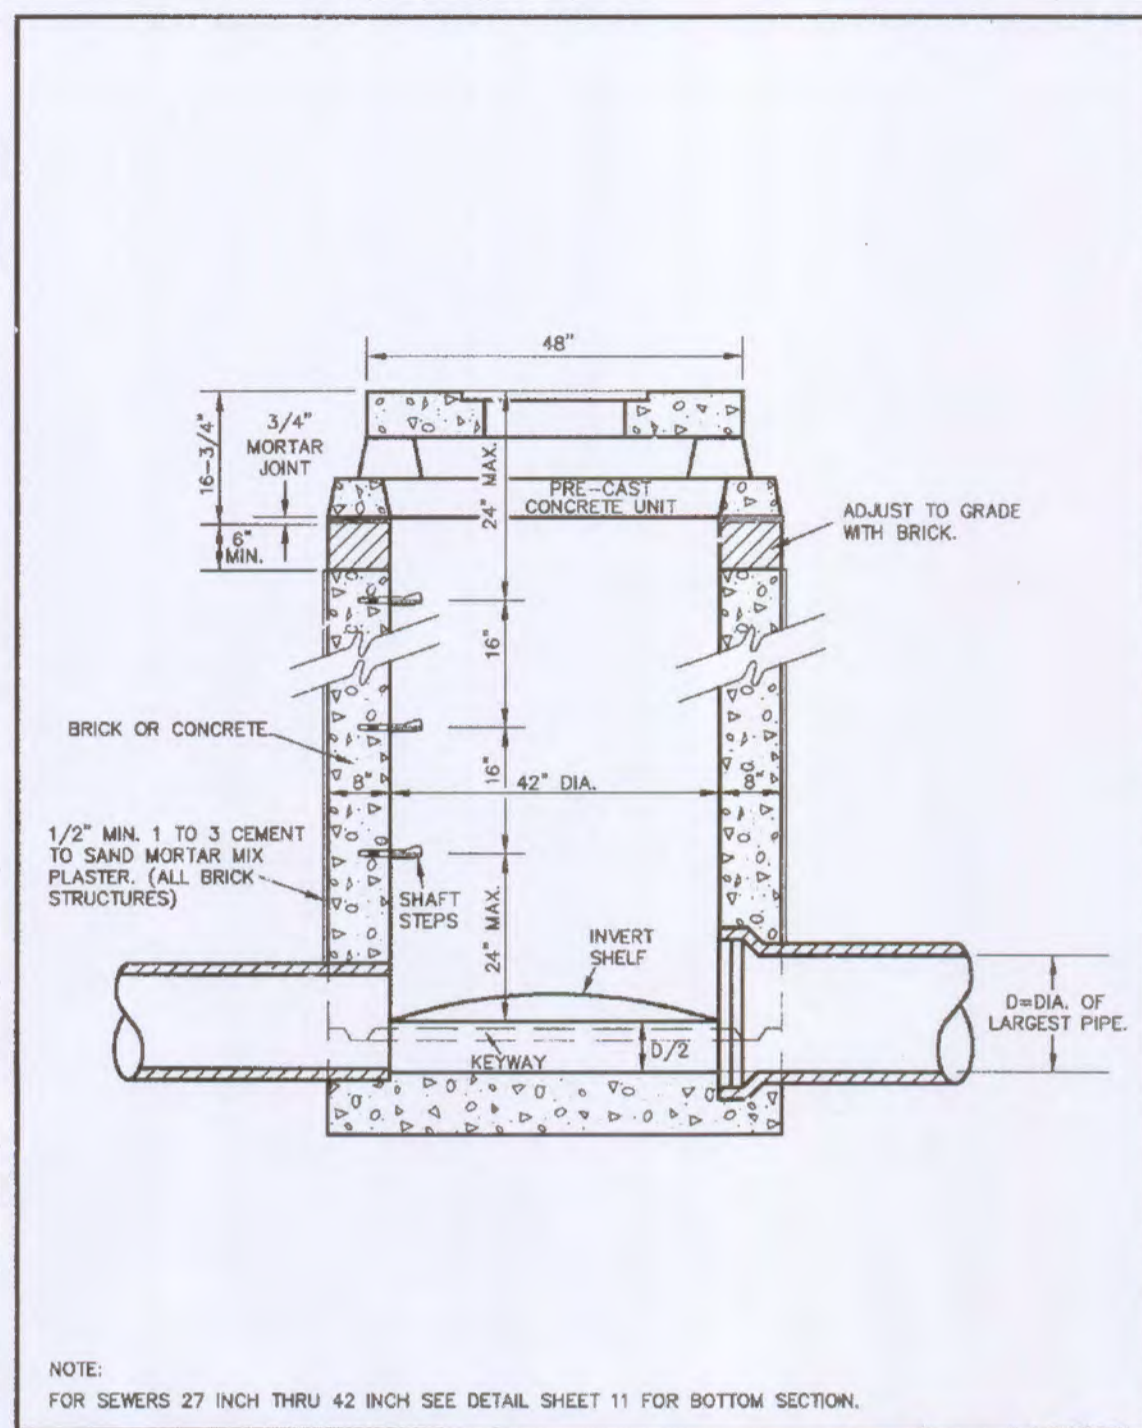 48"
16-3/4"
3/4"
MORTAR
JOINT
24" MAX.
PRE-CAST
CONCRETE UNIT
ADJUST TO GRADE
WITH BRICK.
6"
MIN.
16"
BRICK OR CONCRETE
16"
8"
42" DIA.
8"
1/2" MIN. 1 TO 3 CEMENT
TO SAND MORTAR MIX
PLASTER. (ALL BRICK
STRUCTURES)
SHAFT
STEPS
24" MAX.
INVERT
SHELF
D=DIA. OF
LARGEST PIPE.
KEYWAY
D/2
NOTE:
FOR SEWERS 27 INCH THRU 42 INCH SEE DETAIL SHEET 11 FOR BOTTOM SECTION.